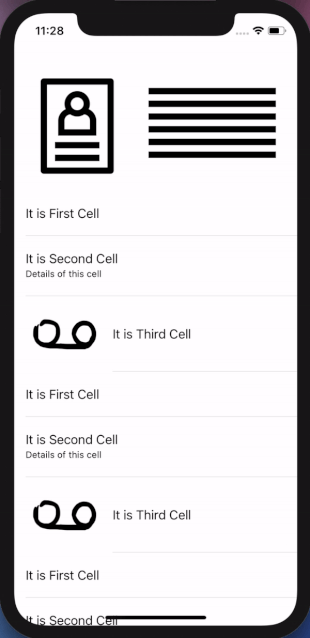 11:28
It is First Cell
It is Second Cell
Details of this cell
It is Third Cell
It is First Cell
It is Second Cell
Details of this cell
It is Third Cell
It is First Cell
It is Second Cell